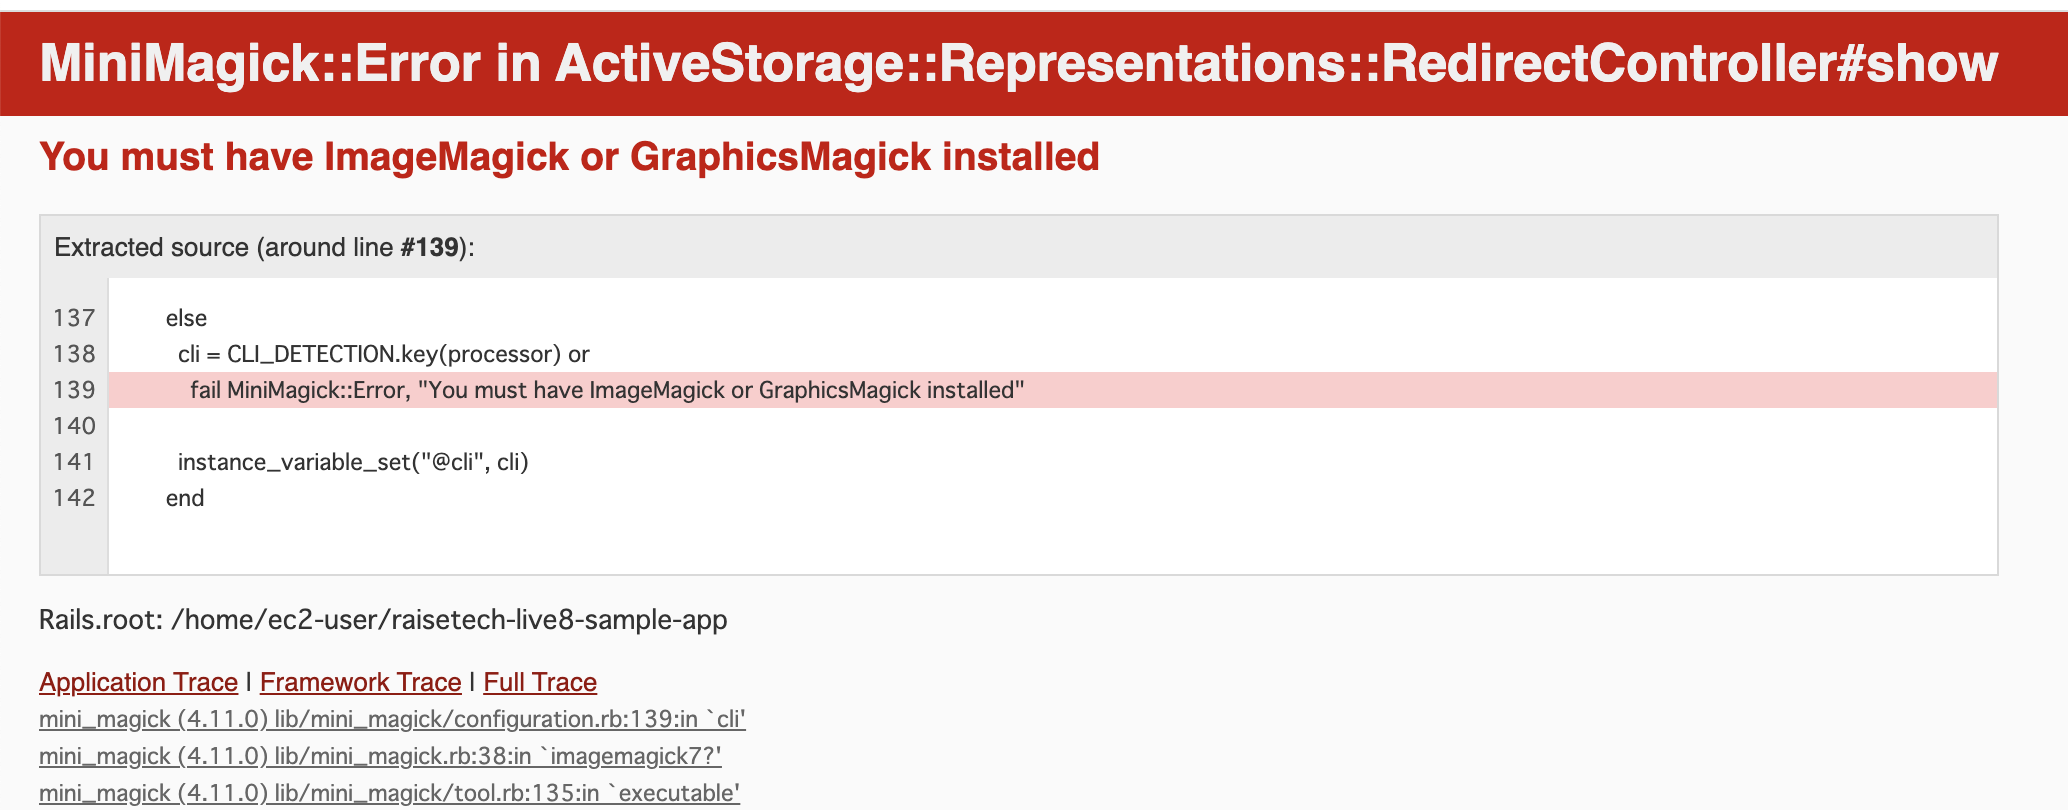 MiniMagick::Error in ActiveStorage::Representations::RedirectController#show
You must have ImageMagick or GraphicsMagick installed
Extracted source (around line #139):
137 else
138 cli = CLI_DETECTION.key(processor) or
139 fail MiniMagick::Error, "You must have ImageMagick or GraphicsMagick installed"
140
141 instance_variable_set("@cli", cli)
142 end
Rails.root: /home/ec2-user/raisetech-live8-sample-app
Application Trace | Framework Trace | Full Trace
mini_magick (4.11.0) lib/mini_magick/configuration.rb:139:in `cli'
mini_magick (4.11.0) lib/mini_magick.rb:38:in `imagemagick7?'
mini_magick (4.11.0) lib/mini_magick/tool.rb:135:in `executable'